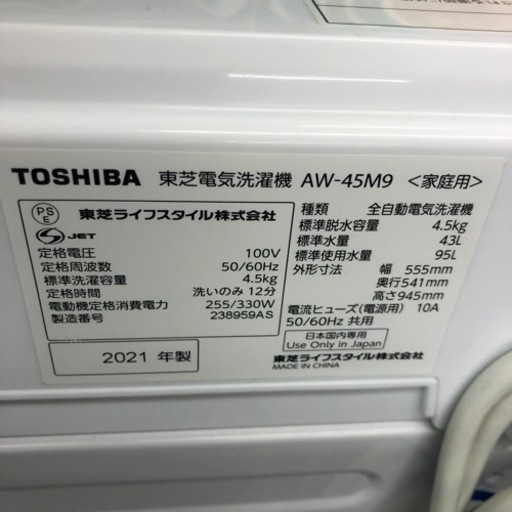 TOSHIBA 東芝電気洗濯機 AW-45M9 <家庭用>
PS
E
東芝ライフスタイル株式会社
S JET
定格電圧 100V
定格周波数 50/60Hz
標準洗濯容量 4.5kg
定格時間 洗いのみ 12分
電動機定格消費電力 255/330W
製造番号 238959AS
2021 年製
種類 全自動電気洗濯機
標準脱水容量 4.5kg
標準水量 43L
標準使用水量 95L
外形寸法 幅 555mm
奥行541mm
高さ945mm
電流ヒューズ(電源用) 10A
50/60Hz 共用
日本国内専用
Use Only in Japan
東芝ライフスタイル株式会社
MADE IN CHINA